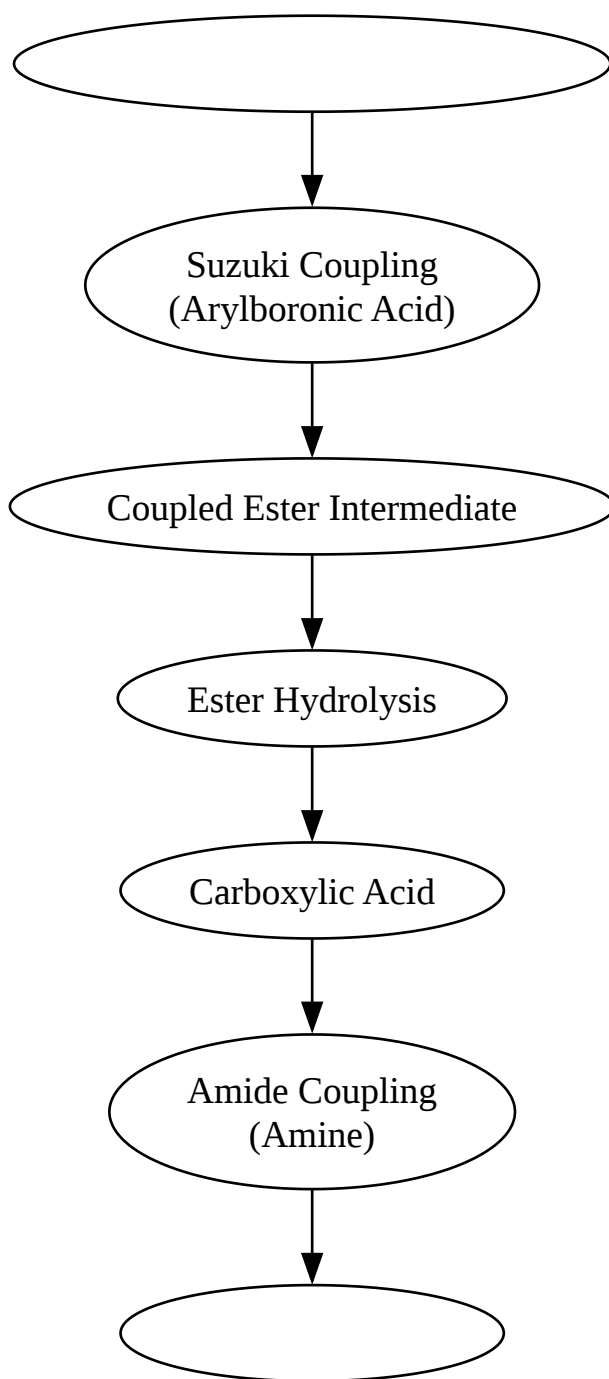 Suzuki Coupling
(Arylboronic Acid)
Coupled Ester Intermediate
Ester Hydrolysis
Carboxylic Acid
Amide Coupling
(Amine)